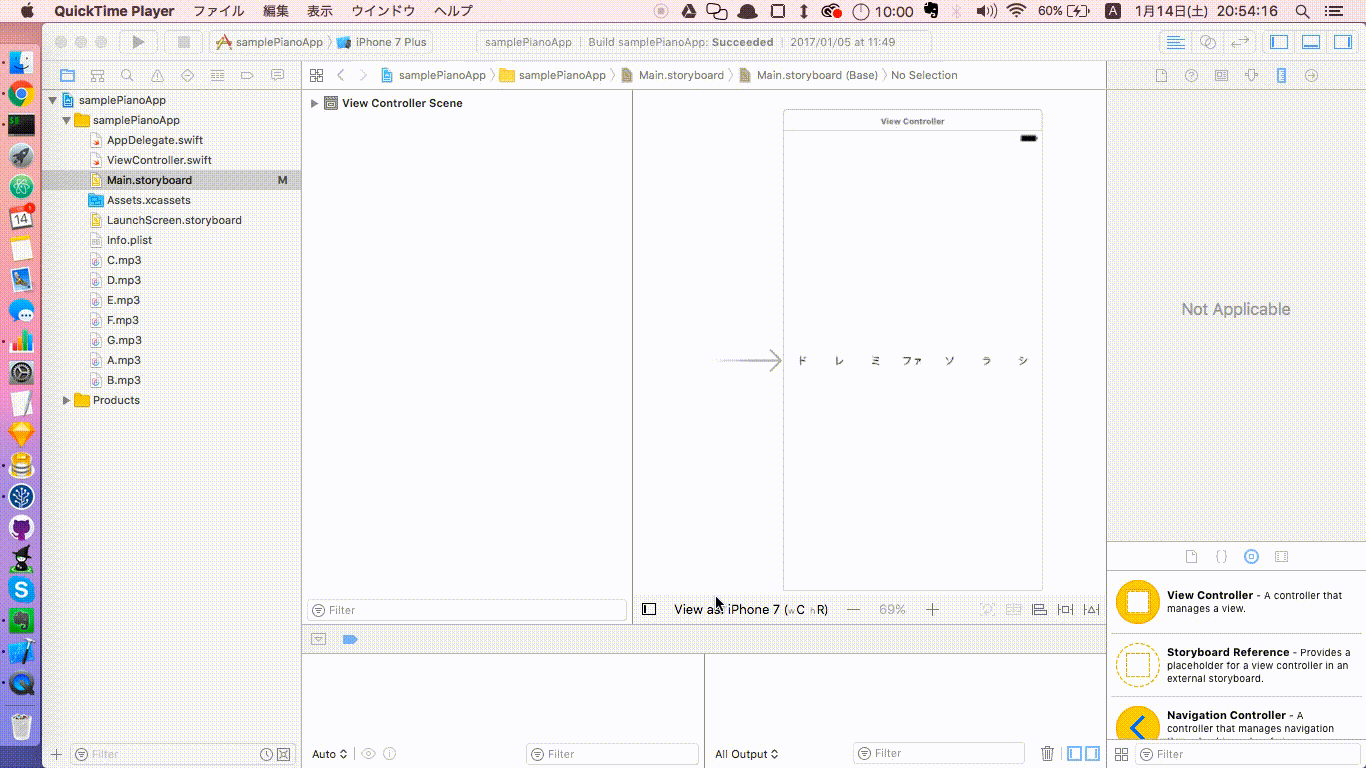 QuickTime Player ファイル 編集 表示 ウインドウ ヘルプ 10:00 60% A 1月14日(土) 20:54:16
samplePianoApp iPhone 7 Plus samplePianoApp Build samplePianoApp: Succeeded 2017/01/05 at 11:49
samplePianoApp samplePianoApp Main.storyboard Main.storyboard (Base) No Selection
samplePianoApp
samplePianoApp
AppDelegate.swift
ViewController.swift
Main.storyboard M
Assets.xcassets
LaunchScreen.storyboard
Info.plist
C.mp3
D.mp3
E.mp3
F.mp3
G.mp3
A.mp3
B.mp3
Products
Filter
View Controller Scene
Filter
View Controller
ド レ ミ ファ ソ ラ シ
View as: iPhone 7 (wC hR) 69%
Auto
Filter
All Output
Filter
Not Applicable
View Controller - A controller that
manages a view.
Storyboard Reference - Provides a
placeholder for a view controller in an
external storyboard.
Navigation Controller - A
controller that manages navigation
Filter
14